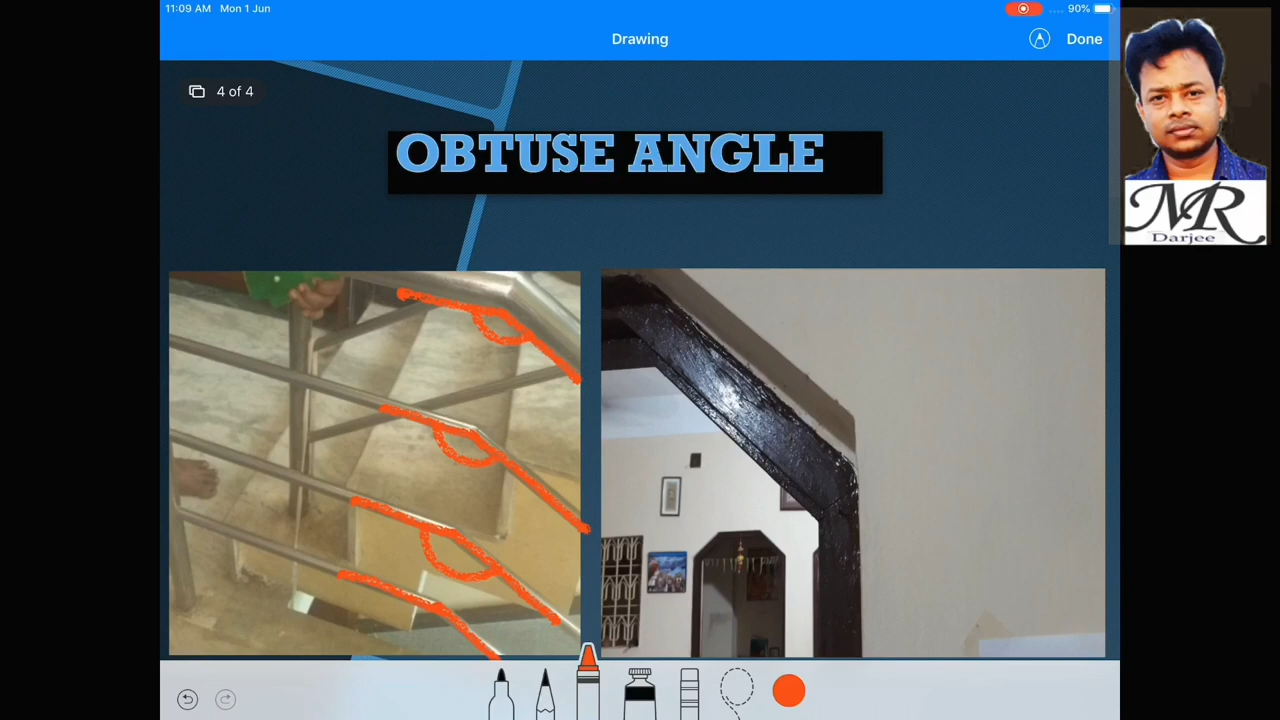 11:09 AM Mon 1 Jun
90%
Drawing
Done
4 of 4
OBTUSE ANGLE
MR
Darjee